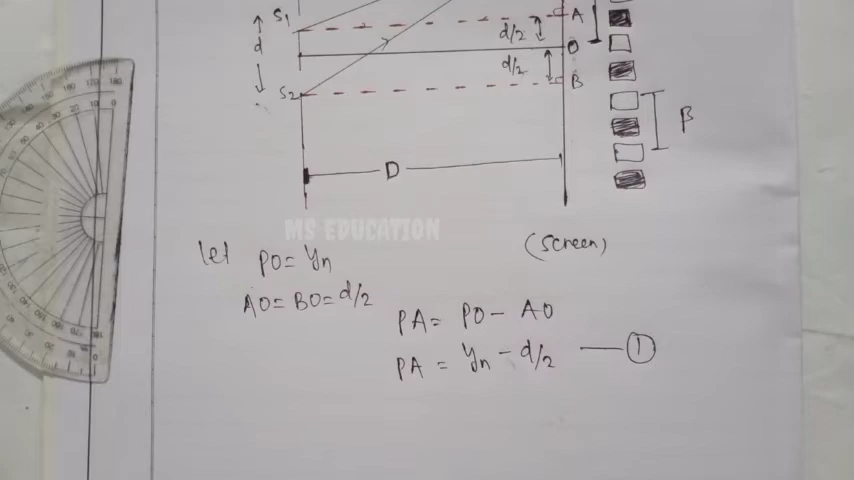 S1
A
d
d/2
O
d/2
S2
B
β
D
MS EDUCATION
(screen)
let PO = yn
AO = BO = d/2
PA = PO - AO
PA = yn - d/2 —— ①